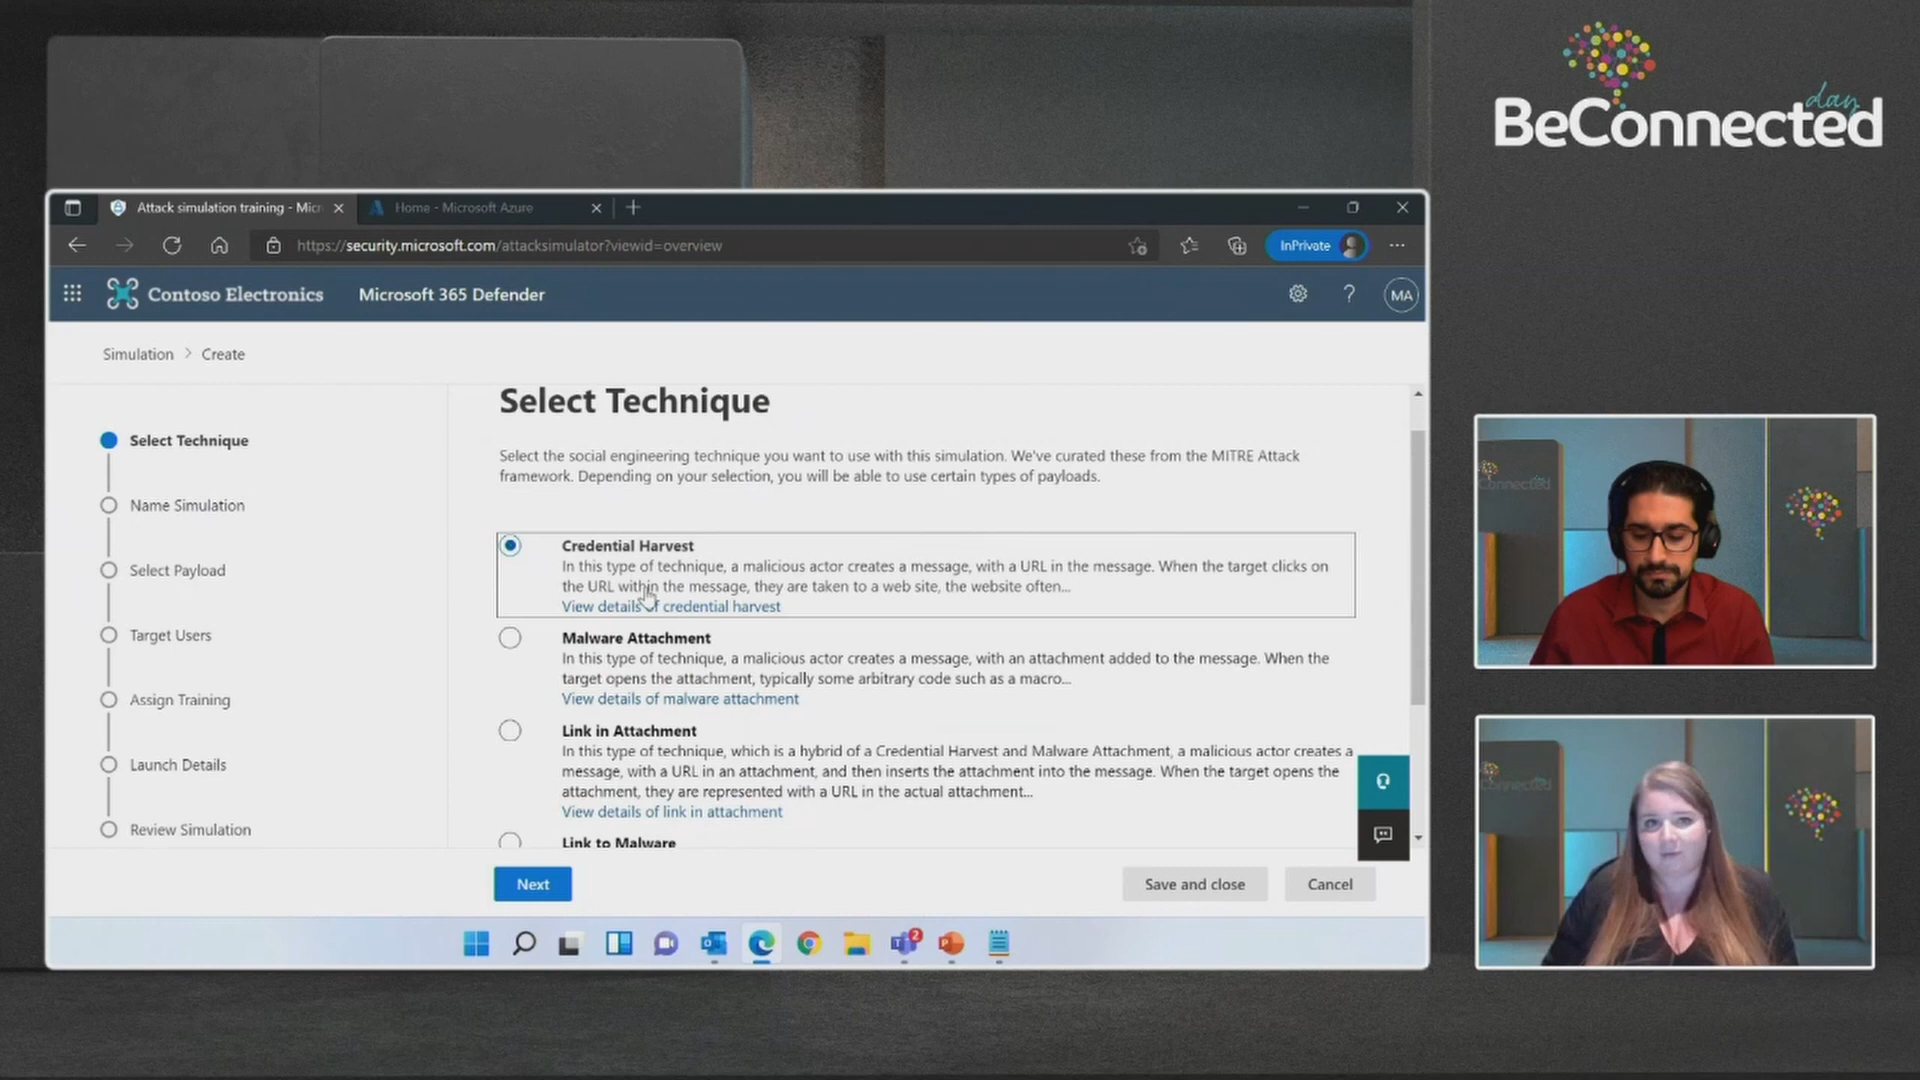 day
BeConnected
Attack simulation training - Micr
Home - Microsoft Azure
https://security.microsoft.com/attacksimulator?viewid=overview
InPrivate
Contoso Electronics
Microsoft 365 Defender
?
MA
Simulation > Create
Select Technique
Name Simulation
Select Payload
Target Users
Assign Training
Launch Details
Review Simulation
Select Technique
Select the social engineering technique you want to use with this simulation. We've curated these from the MITRE Attack
framework. Depending on your selection, you will be able to use certain types of payloads.
Credential Harvest
In this type of technique, a malicious actor creates a message, with a URL in the message. When the target clicks on
the URL within the message, they are taken to a web site, the website often...
View details of credential harvest
Malware Attachment
In this type of technique, a malicious actor creates a message, with an attachment added to the message. When the
target opens the attachment, typically some arbitrary code such as a macro...
View details of malware attachment
Link in Attachment
In this type of technique, which is a hybrid of a Credential Harvest and Malware Attachment, a malicious actor creates a
message, with a URL in an attachment, and then inserts the attachment into the message. When the target opens the
attachment, they are represented with a URL in the actual attachment...
View details of link in attachment
Link to Malware
Next
Save and close
Cancel
2
Connected
Connected